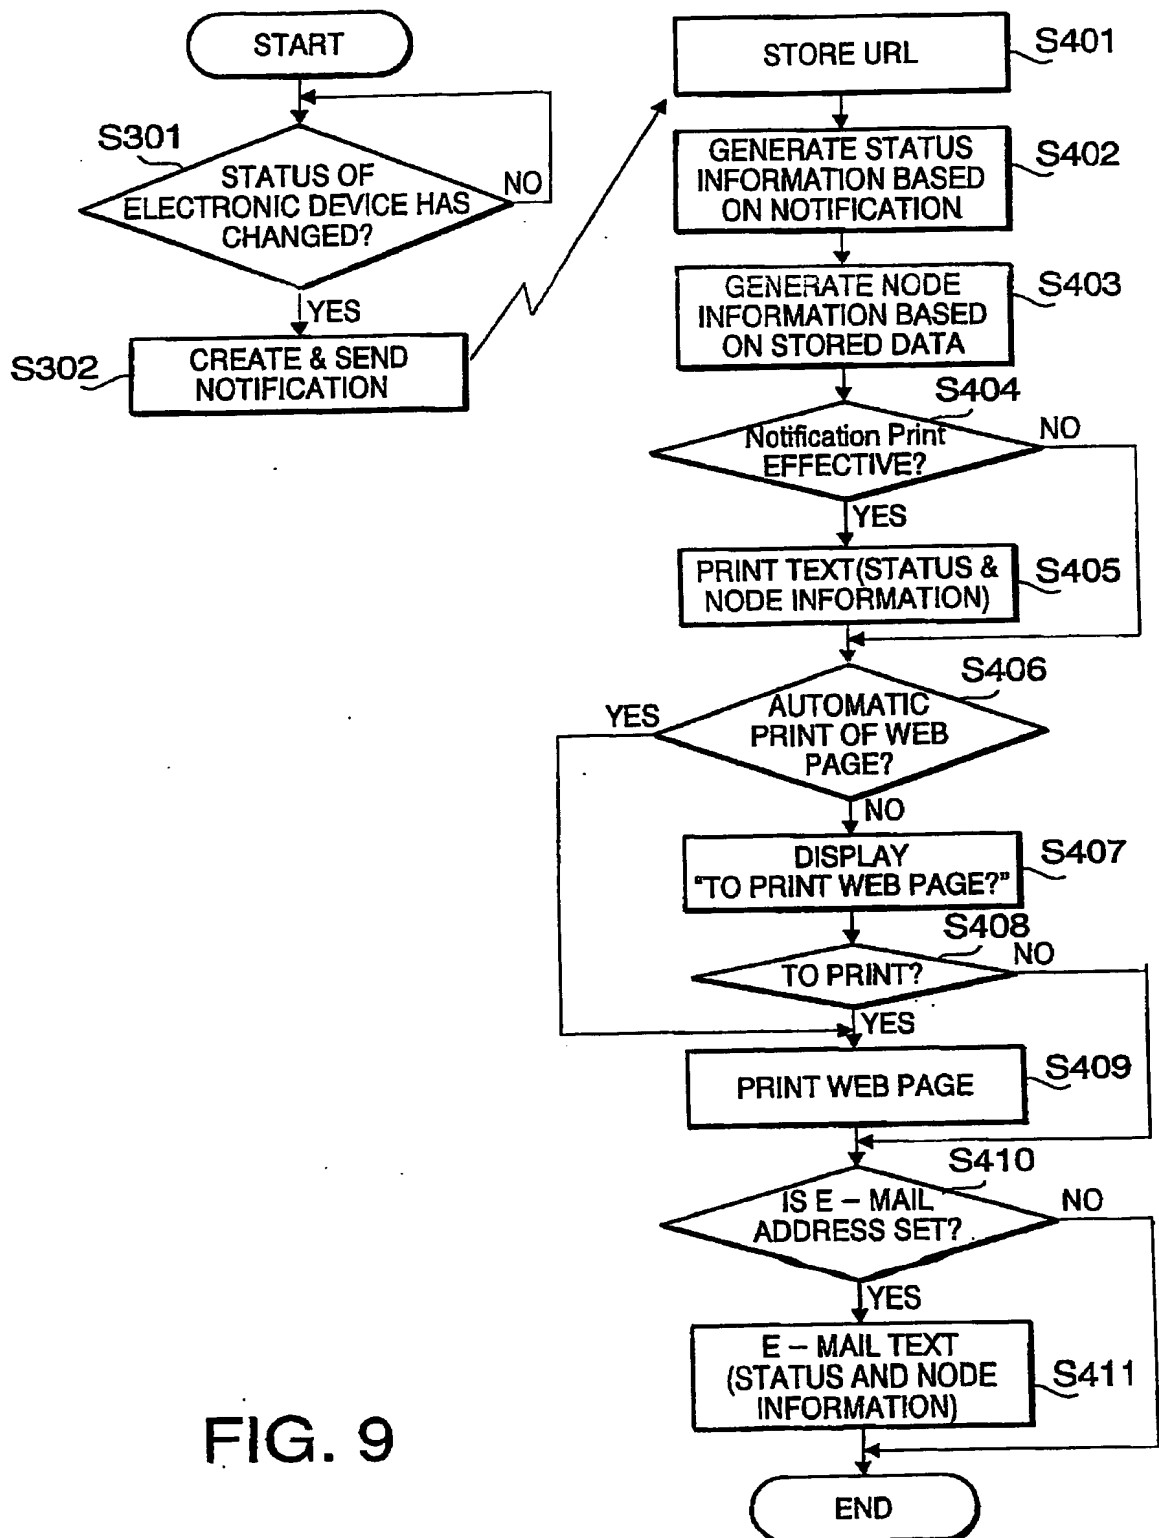 START
S301
STATUS OF
ELECTRONIC DEVICE HAS
CHANGED?
NO
YES
S302
CREATE & SEND
NOTIFICATION
STORE URL
S401
GENERATE STATUS
INFORMATION BASED
ON NOTIFICATION
S402
GENERATE NODE
INFORMATION BASED
ON STORED DATA
S403
S404
Notification Print
EFFECTIVE?
NO
YES
PRINT TEXT(STATUS &
NODE INFORMATION)
S405
S406
AUTOMATIC
PRINT OF WEB
PAGE?
YES
NO
DISPLAY
"TO PRINT WEB PAGE?"
S407
S408
TO PRINT?
NO
YES
PRINT WEB PAGE
S409
S410
IS E – MAIL
ADDRESS SET?
NO
YES
E – MAIL TEXT
(STATUS AND NODE
INFORMATION)
S411
END
FIG. 9